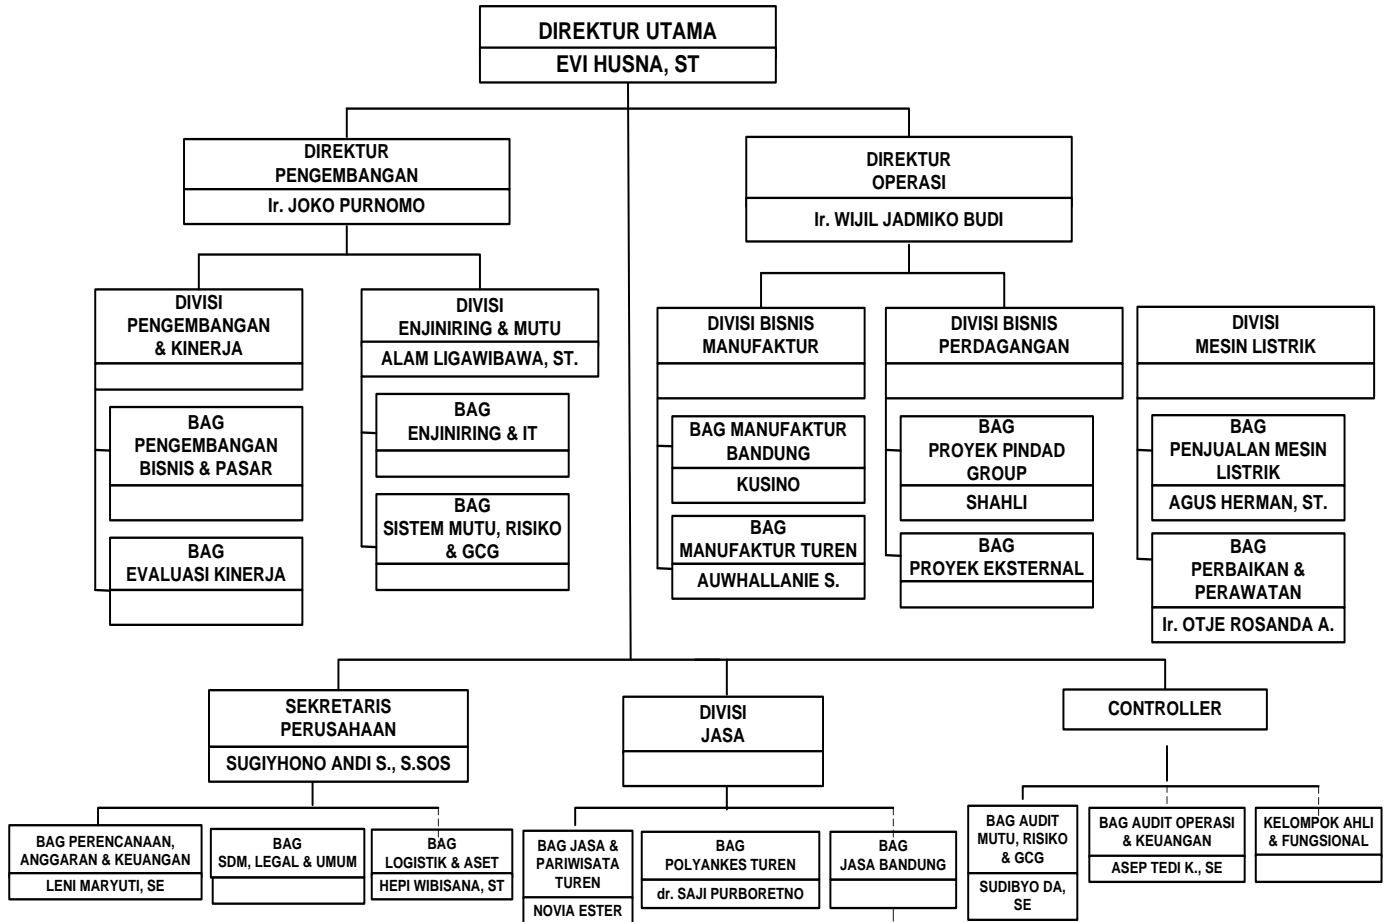 DIREKTUR UTAMA
EVI HUSNA, ST
DIREKTUR
PENGEMBANGAN
Ir. JOKO PURNOMO
DIREKTUR
OPERASI
Ir. WIJIL JADMIKO BUDI
DIVISI
PENGEMBANGAN
& KINERJA
BAG
PENGEMBANGAN
BISNIS & PASAR
BAG
EVALUASI KINERJA
DIVISI
ENJINIRING & MUTU
ALAM LIGAWIBAWA, ST.
BAG
ENJINIRING & IT
BAG
SISTEM MUTU, RISIKO
& GCG
DIVISI BISNIS
MANUFAKTUR
BAG MANUFAKTUR
BANDUNG
KUSINO
BAG
MANUFAKTUR TUREN
AUWHALLANIE S.
DIVISI BISNIS
PERDAGANGAN
BAG
PROYEK PINDAD
GROUP
SHAHLI
BAG
PROYEK EKSTERNAL
DIVISI
MESIN LISTRIK
BAG
PENJUALAN MESIN
LISTRIK
AGUS HERMAN, ST.
BAG
PERBAIKAN &
PERAWATAN
Ir. OTJE ROSANDA A.
SEKRETARIS
PERUSAHAAN
SUGIYHONO ANDI S., S.SOS
DIVISI
JASA
CONTROLLER
BAG PERENCANAAN,
ANGGARAN & KEUANGAN
LENI MARYUTI, SE
BAG
SDM, LEGAL & UMUM
BAG
LOGISTIK & ASET
HEPI WIBISANA, ST
BAG JASA &
PARIWISATA
TUREN
NOVIA ESTER
BAG
POLYANKES TUREN
dr. SAJI PURBORETNO
BAG
JASA BANDUNG
BAG AUDIT
MUTU, RISIKO
& GCG
SUDIBYO DA,
SE
BAG AUDIT OPERASI
& KEUANGAN
ASEP TEDI K., SE
KELOMPOK AHLI
& FUNGSIONAL